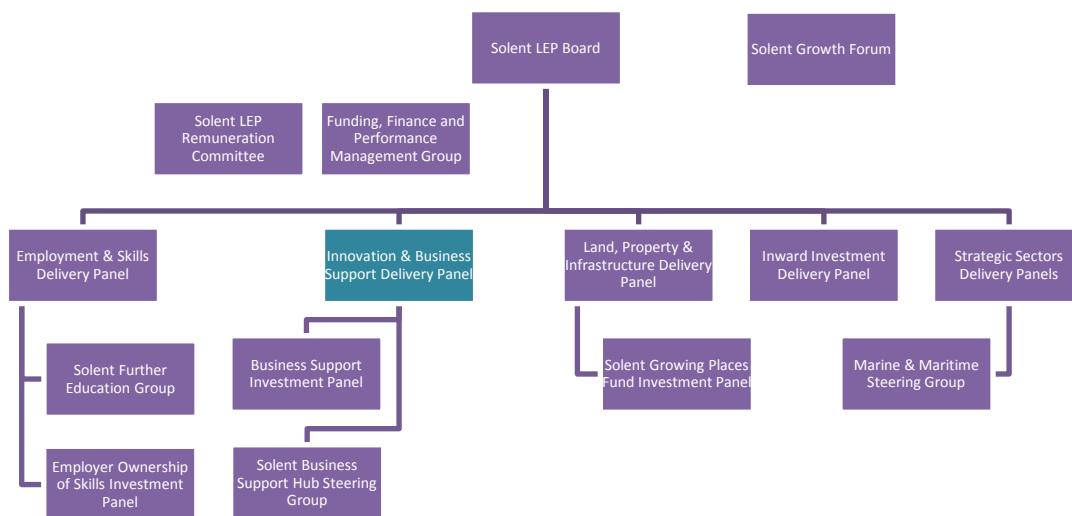 Solent LEP Board
Solent Growth Forum
Solent LEP
Remuneration
Committee
Funding, Finance and
Performance
Management Group
Employment & Skills
Delivery Panel
Innovation & Business
Support Delivery Panel
Land, Property &
Infrastructure Delivery
Panel
Inward Investment
Delivery Panel
Strategic Sectors
Delivery Panels
Solent Further
Education Group
Business Support
Investment Panel
Solent Growing Places
Fund Investment Panel
Marine & Maritime
Steering Group
Employer Ownership
of Skills Investment
Panel
Solent Business
Support Hub Steering
Group